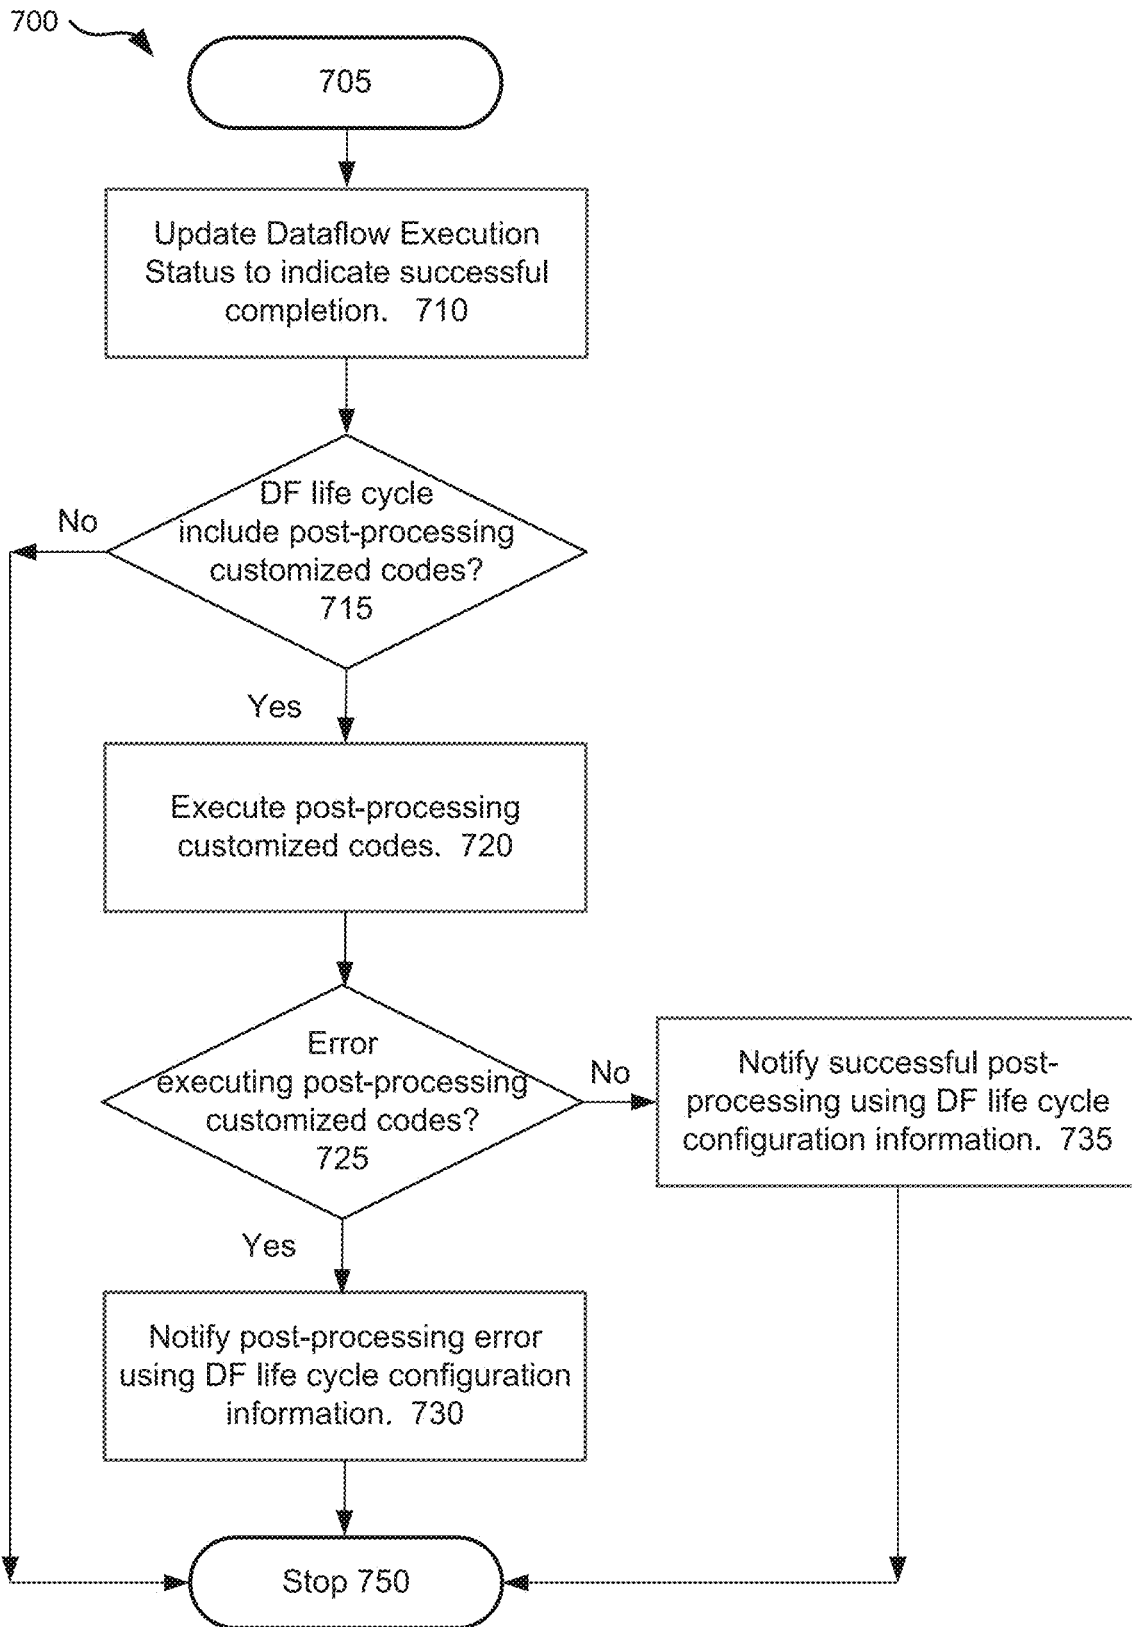 700
705
Update Dataflow Execution
Status to indicate successful
completion. 710
DF life cycle
include post-processing
customized codes?
715
No
Yes
Execute post-processing
customized codes. 720
Error
executing post-processing
customized codes?
725
No
Notify successful post-
processing using DF life cycle
configuration information. 735
Yes
Notify post-processing error
using DF life cycle configuration
information. 730
Stop 750